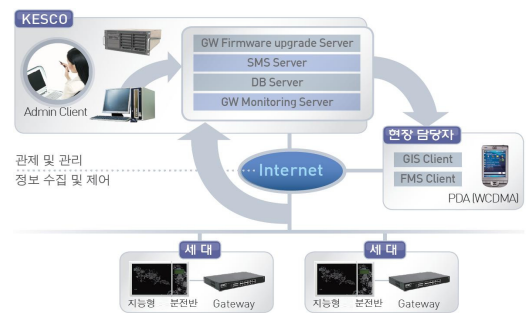 KESCO
GW Firmware upgrade Server
SMS Server
DB Server
GW Monitoring Server
Admin Client
현장 담당자
GIS Client
FMS Client
PDA (WCDMA)
관제 및 관리
정보 수집 및 제어
Internet
세 대
지능형 분전반 Gateway
세 대
지능형 분전반 Gateway